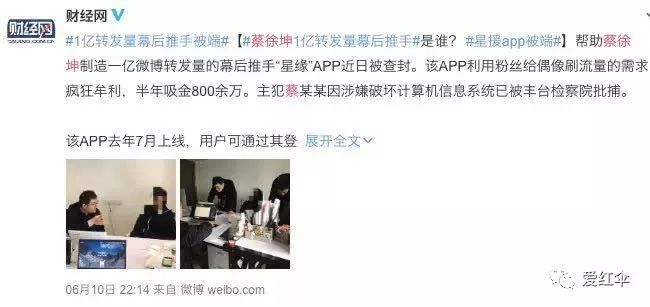 财经网
财经网
CAIJING.COM.CN
#1亿转发量幕后推手被端#【#蔡徐坤1亿转发量幕后推手#是谁？#星援app被端#】帮助蔡徐
坤制造一亿微博转发量的幕后推手“星缘”APP近日被查封。该APP利用粉丝给偶像刷流量的需求
疯狂牟利，半年吸金800余万。主犯蔡某某因涉嫌破坏计算机信息系统已被丰台检察院批捕。
该APP去年7月上线，用户可通过其登 展开全文
06月10日 22:14 来自 微博 weibo.com
爱红伞